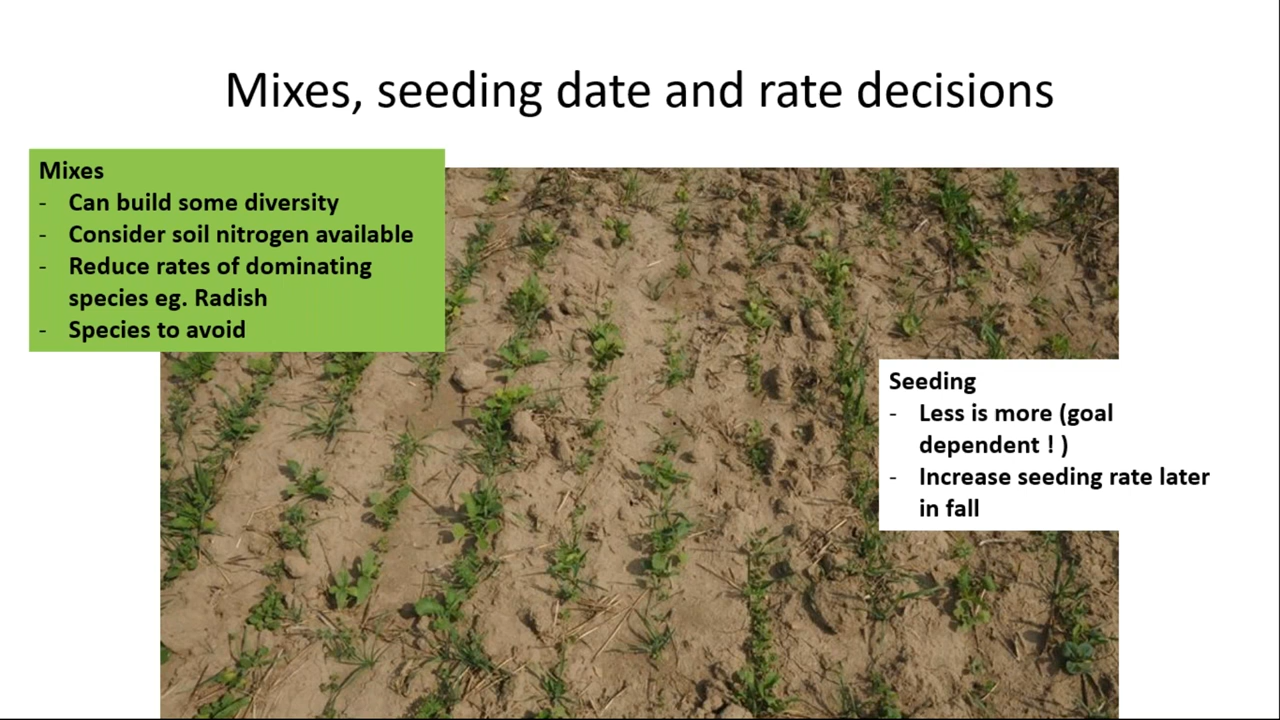 Mixes, seeding date and rate decisions
Mixes
- Can build some diversity
- Consider soil nitrogen available
- Reduce rates of dominating
species eg. Radish
- Species to avoid
Seeding
- Less is more (goal
dependent ! )
- Increase seeding rate later
in fall